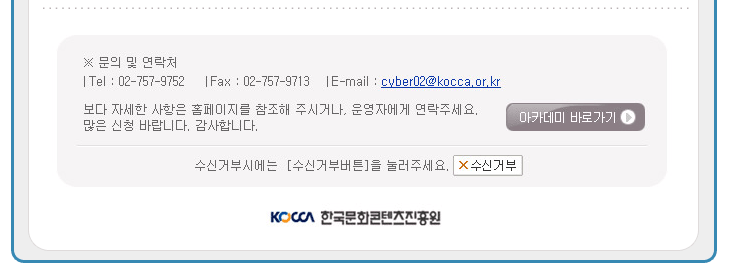 ※ 문의 및 연락처
| Tel : 02-757-9752 | Fax : 02-757-9713 | E-mail : cyber02@kocca.or.kr
보다 자세한 사항은 홈페이지를 참조해 주시거나, 운영자에게 연락주세요.
많은 신청 바랍니다. 감사합니다.
아카데미 바로가기
수신거부시에는 [수신거부버튼]을 눌러주세요. ×수신거부
KOCCA 한국문화콘텐츠진흥원